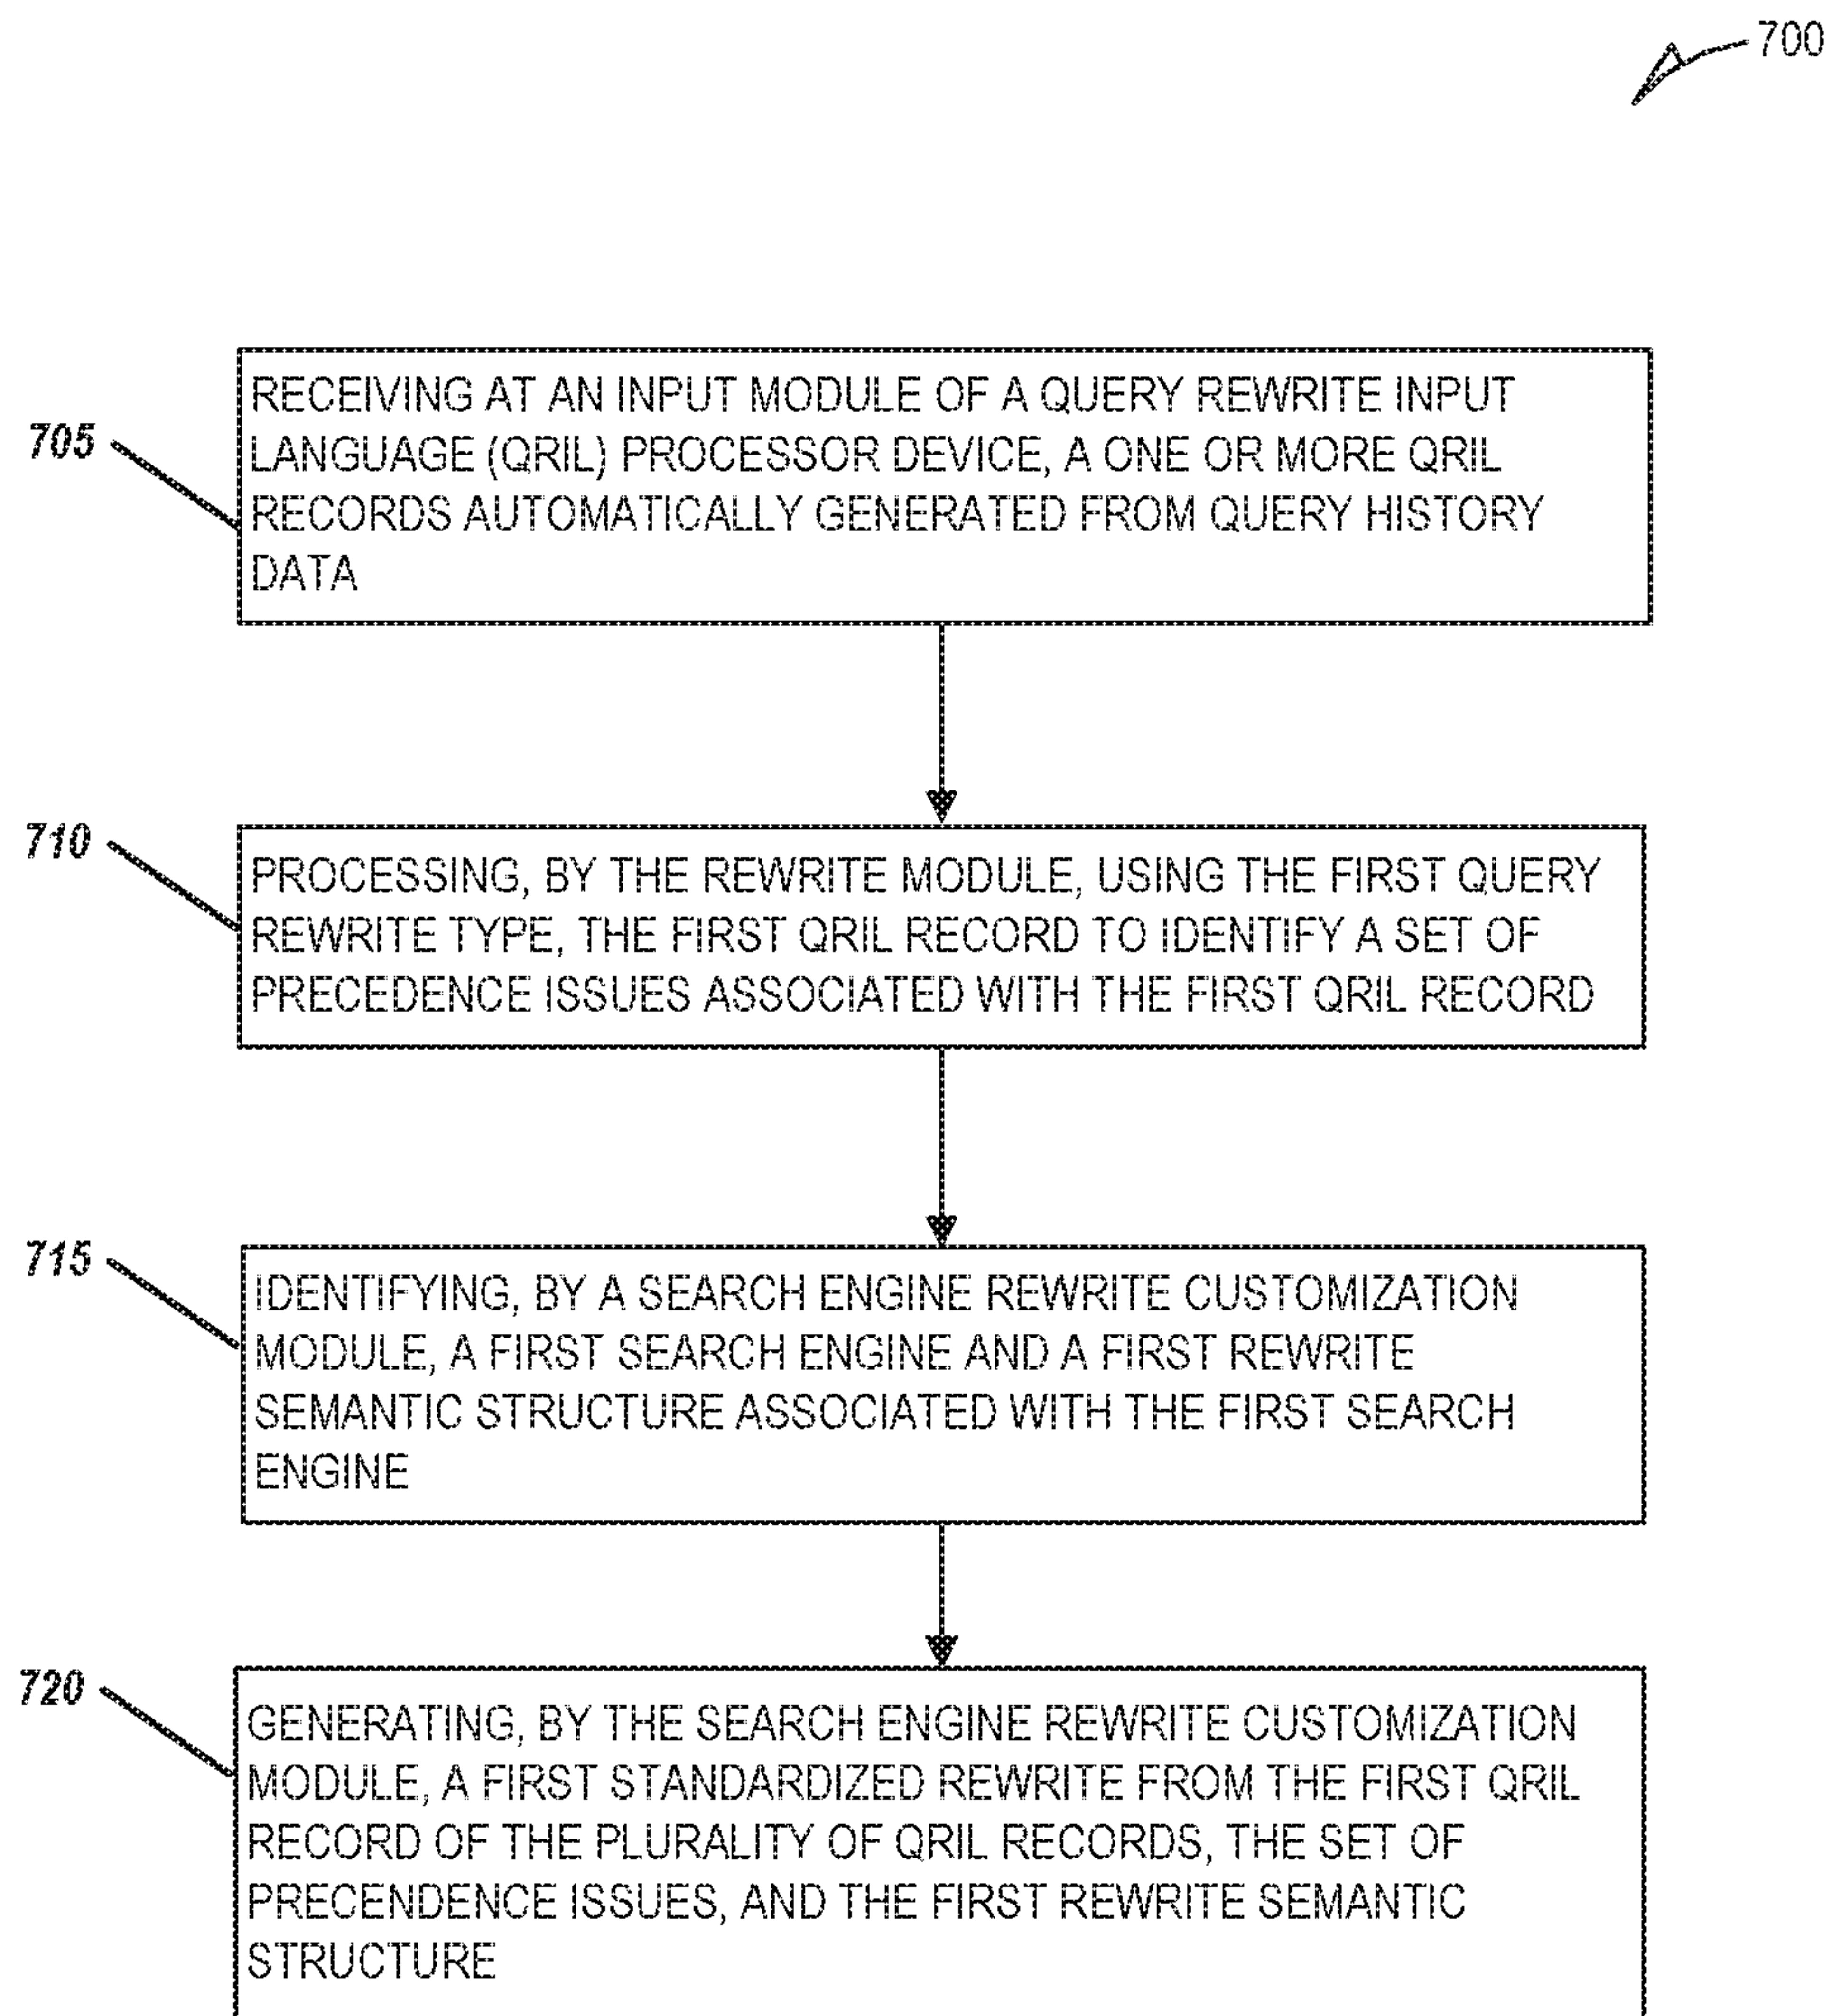 700
705
RECEIVING AT AN INPUT MODULE OF A QUERY REWRITE INPUT
LANGUAGE (QRIL) PROCESSOR DEVICE, A ONE OR MORE QRIL
RECORDS AUTOMATICALLY GENERATED FROM QUERY HISTORY
DATA
710
PROCESSING, BY THE REWRITE MODULE, USING THE FIRST QUERY
REWRITE TYPE, THE FIRST QRIL RECORD TO IDENTIFY A SET OF
PRECEDENCE ISSUES ASSOCIATED WITH THE FIRST QRIL RECORD
715
IDENTIFYING, BY A SEARCH ENGINE REWRITE CUSTOMIZATION
MODULE, A FIRST SEARCH ENGINE AND A FIRST REWRITE
SEMANTIC STRUCTURE ASSOCIATED WITH THE FIRST SEARCH
ENGINE
720
GENERATING, BY THE SEARCH ENGINE REWRITE CUSTOMIZATION
MODULE, A FIRST STANDARDIZED REWRITE FROM THE FIRST QRIL
RECORD OF THE PLURALITY OF QRIL RECORDS, THE SET OF
PRECENDENCE ISSUES, AND THE FIRST REWRITE SEMANTIC
STRUCTURE